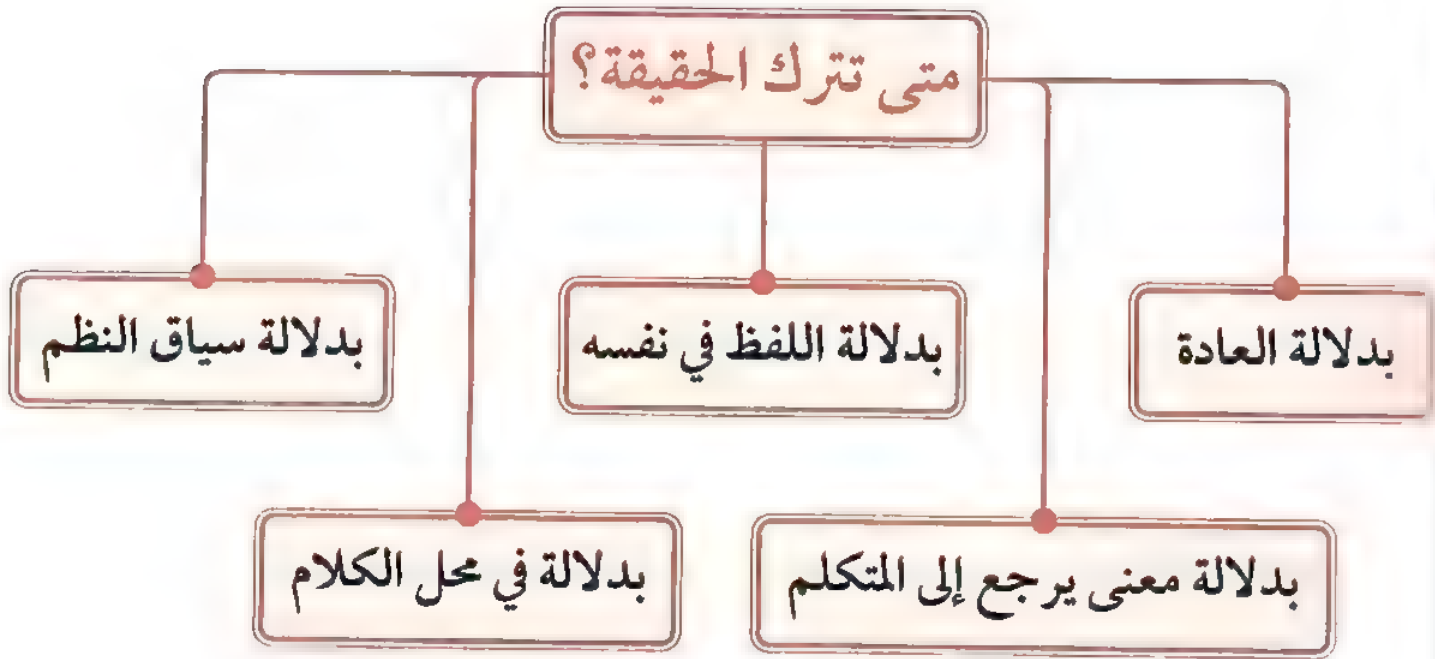 متى تترك الحقيقة؟
بدلالة العادة
بدلالة اللفظ في نفسه
بدلالة سياق النظم
بدلالة معنى يرجع إلى المتكلم
بدلالة في محل الكلام